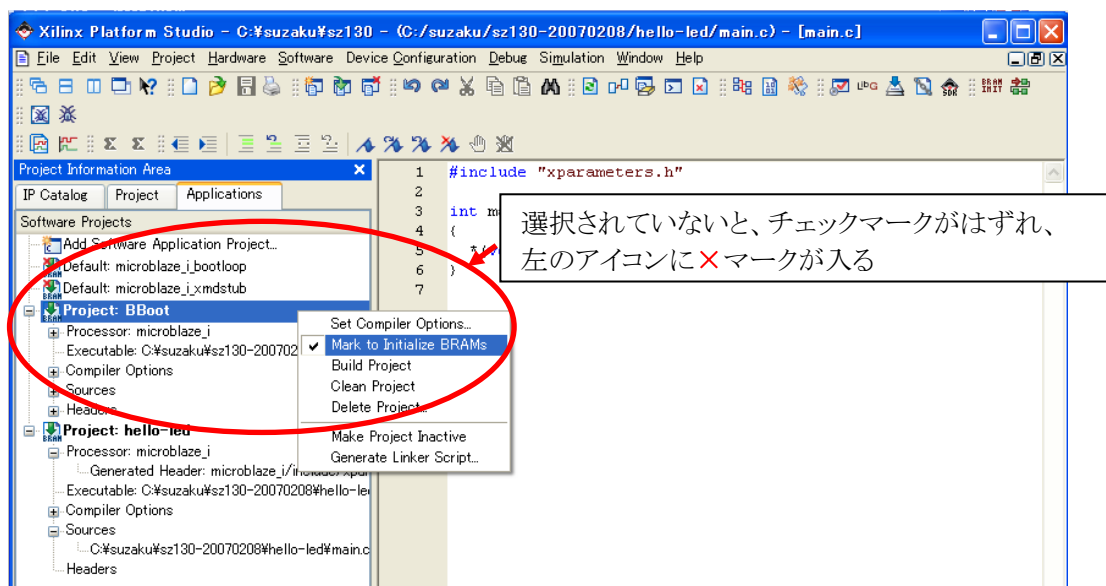 Xilinx Platform Studio - C:¥suzaku¥sz130 - (C:/suzaku/sz130-20070208/hello-led/main.c) - [main.c]
File Edit View Project Hardware Software Device Configuration Debug Simulation Window Help
Project Information Area
IP Catalog Project Applications
Software Projects
Add Software Application Project...
Default: microblaze_i_bootloop
Default: microblaze_i_xmdstub
Project: BBoot
Processor: microblaze_i
Executable: C:¥suzaku¥sz130-200702
Compiler Options
Sources
Headers
Project: hello-led
Processor: microblaze_i
Generated Header: microblaze_i/include/xpar
Executable: C:¥suzaku¥sz130-20070208¥hello-le
Compiler Options
Sources
C:¥suzaku¥sz130-20070208¥hello-led¥main.c
Headers
Set Compiler Options...
Mark to Initialize BRAMs
Build Project
Clean Project
Delete Project...
Make Project Inactive
Generate Linker Script...
1 #include "xparameters.h"
2
3 int m
4 {
5
6 }
7
選択されていないと、チェックマークがはずれ、
左のアイコンに×マークが入る